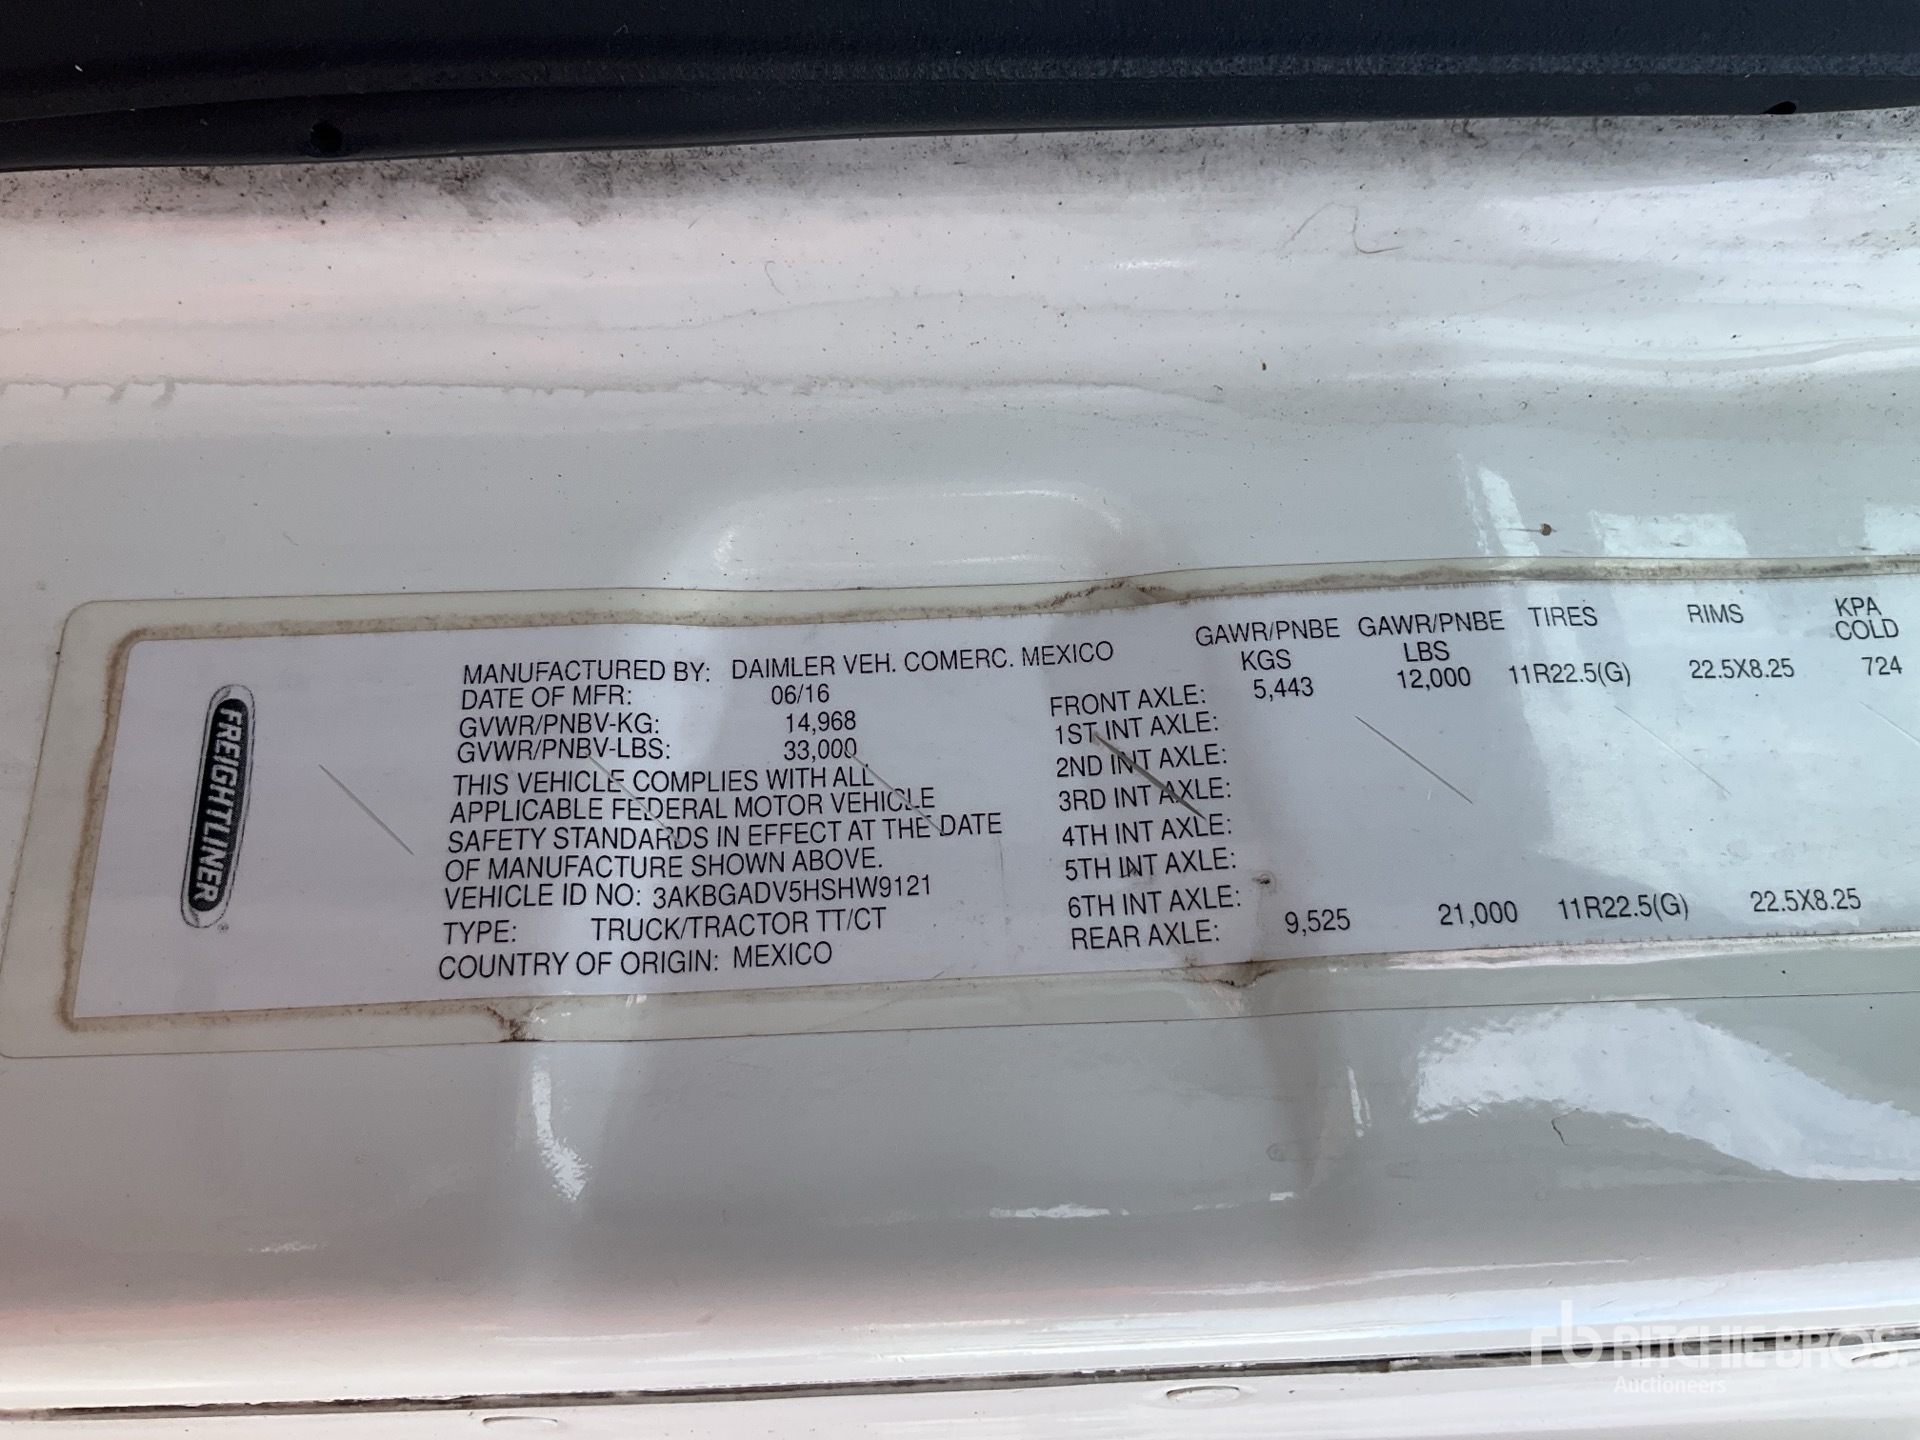 FREIGHTLINER
MANUFACTURED BY: DAIMLER VEH. COMERC. MEXICO
DATE OF MFR: 06/16
GVWR/PNBV-KG: 14,968
GVWR/PNBV-LBS: 33,000
THIS VEHICLE COMPLIES WITH ALL
APPLICABLE FEDERAL MOTOR VEHICLE
SAFETY STANDARDS IN EFFECT AT THE DATE
OF MANUFACTURE SHOWN ABOVE.
VEHICLE ID NO: 3AKBGADV5HSHW9121
TYPE: TRUCK/TRACTOR TT/CT
COUNTRY OF ORIGIN: MEXICO
GAWR/PNBE GAWR/PNBE TIRES RIMS KPA
KGS LBS COLD
FRONT AXLE: 5,443 12,000 11R22.5(G) 22.5X8.25 724
1ST INT AXLE:
2ND INT AXLE:
3RD INT AXLE:
4TH INT AXLE:
5TH INT AXLE:
6TH INT AXLE:
REAR AXLE: 9,525 21,000 11R22.5(G) 22.5X8.25
rb RITCHIE BROS.
Auctioneers